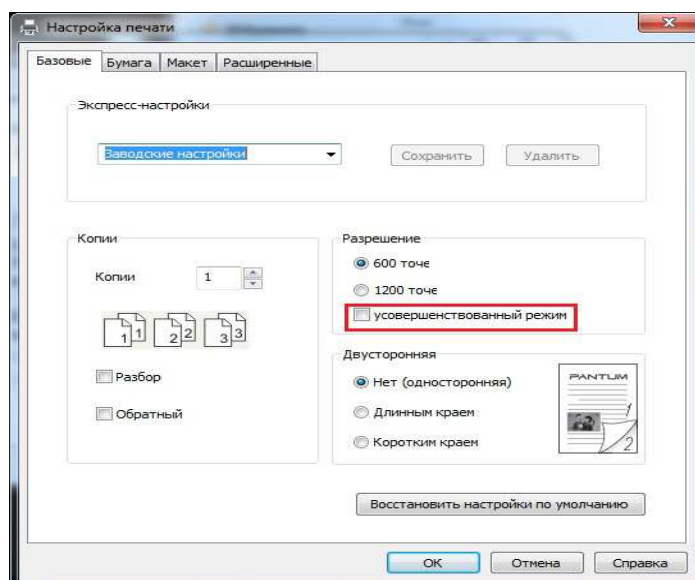 Настройка печати
Базовые Бумага Макет Расширенные
Экспресс-настройки
Заводские настройки Сохранить Удалить
Копии
Копии 1
1 1 2 2 3 3
Разбор
Обратный
Разрешение
600 точе
1200 точе
усовершенствованный режим
Двусторонняя
Нет (односторонняя)
Длинным краем
Коротким краем
PANTUM
1
2
Восстановить настройки по умолчанию
OK Отмена Справка